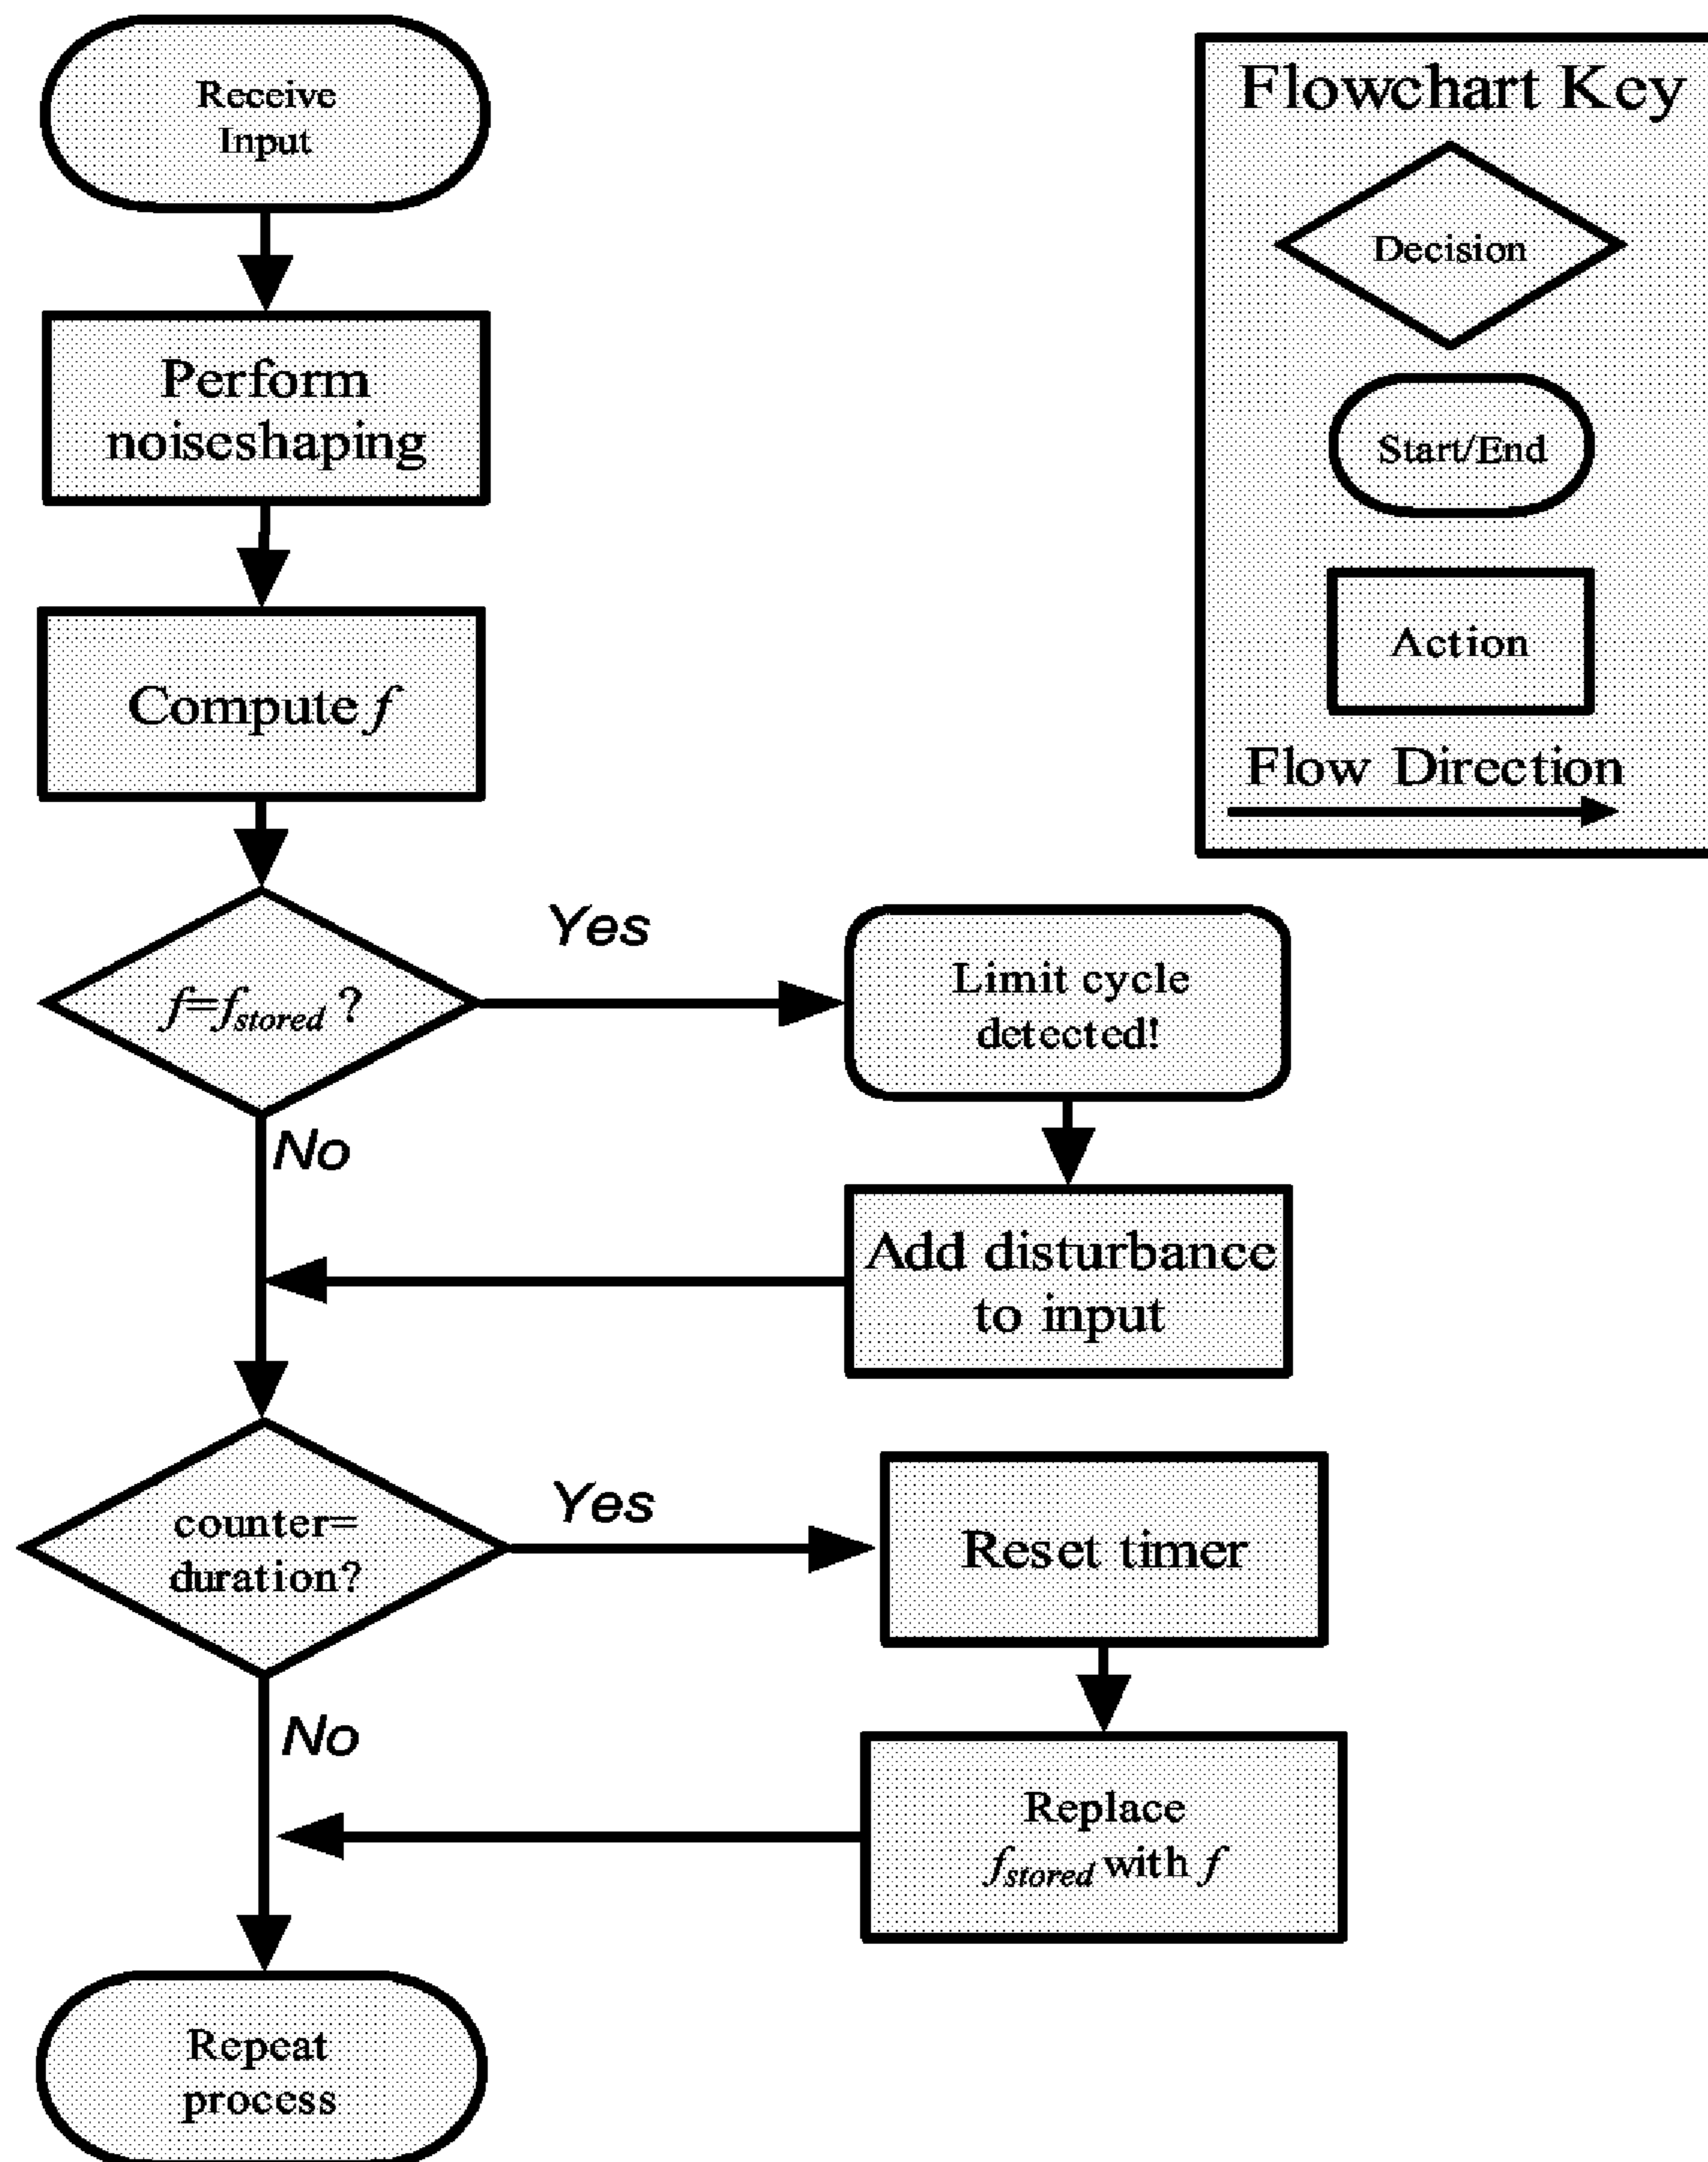 Receive
Input
Perform
noiseshaping
Compute f
f=fstored ?
Yes
Limit cycle
detected!
No
Add disturbance
to input
counter=
duration?
Yes
Reset timer
No
Replace
fstored with f
Repeat
process
Flowchart Key
Decision
Start/End
Action
Flow Direction